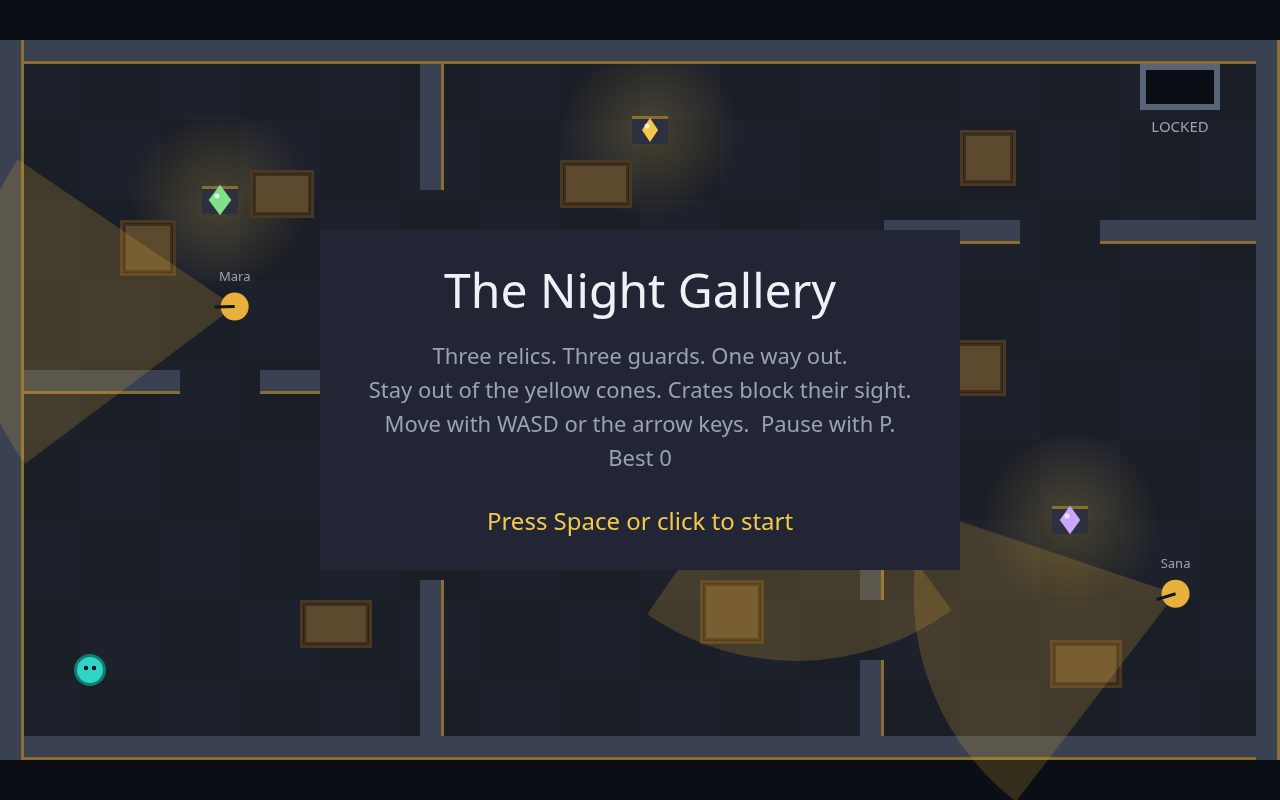 LOCKED
Mara
The Night Gallery
Three relics. Three guards. One way out.
Stay out of the yellow cones. Crates block their sight.
Move with WASD or the arrow keys.  Pause with P.
Best 0
Press Space or click to start
Sana